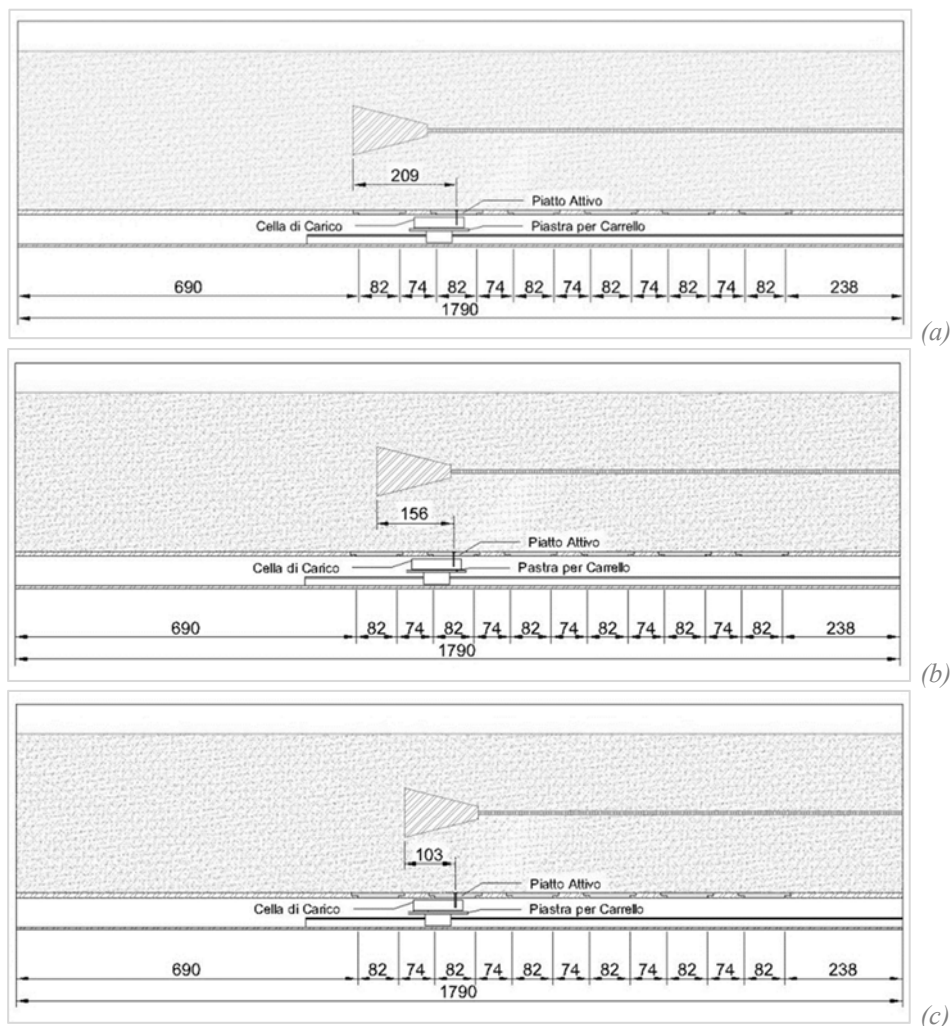 209
Piatto Attivo
Cella di Carico
Piastra per Carrello
690 82 74 82 74 82 74 82 74 82 74 82 238
1790
(a)
156
Piatto Attivo
Cella di Carico
Pastra per Carrello
690 82 74 82 74 82 74 82 74 82 74 82 238
1790
(b)
103
Piatto Attivo
Cella di Carico
Piastra per Carrello
690 82 74 82 74 82 74 82 74 82 74 82 238
1790
(c)